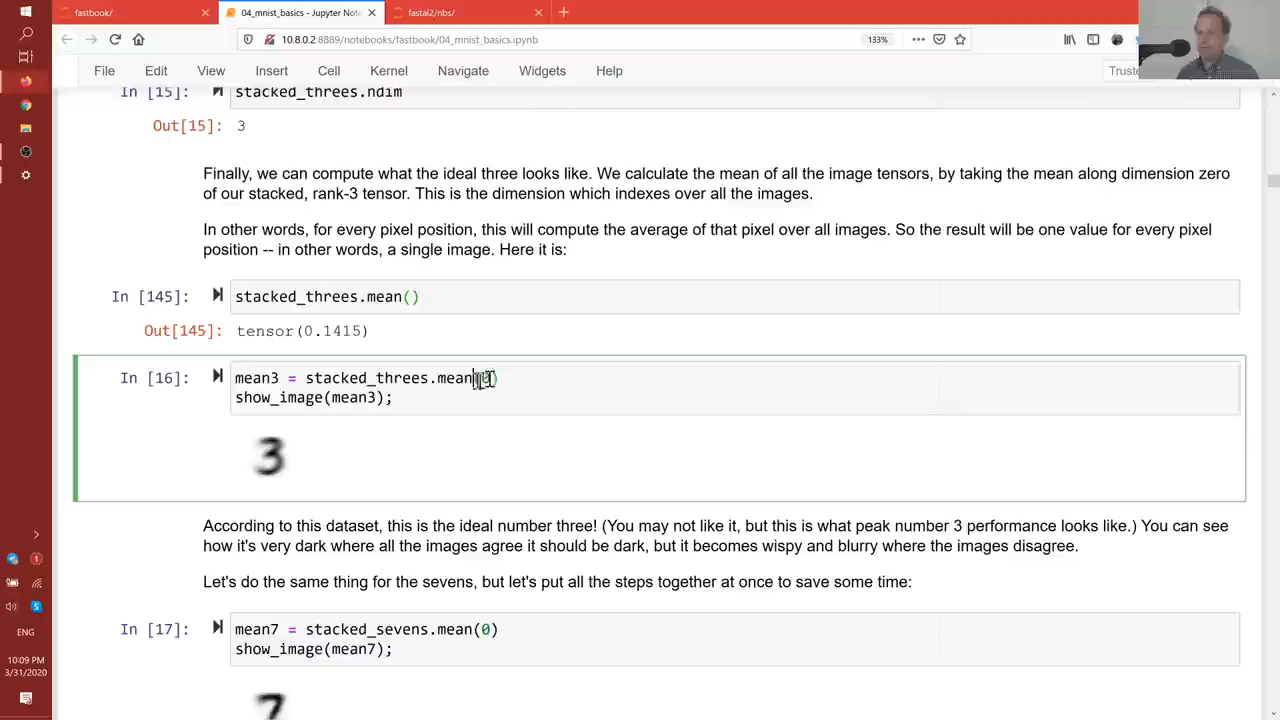 fastbook/
04_mnist_basics - Jupyter Not
fastai2/nbs/
10.8.0.2:8889/notebooks/fastbook/04_mnist_basics.ipynb
133%
File Edit View Insert Cell Kernel Navigate Widgets Help
Truste
In [15]: stacked_threes.ndim
Out[15]: 3
Finally, we can compute what the ideal three looks like. We calculate the mean of all the image tensors, by taking the mean along dimension zero
of our stacked, rank-3 tensor. This is the dimension which indexes over all the images.
In other words, for every pixel position, this will compute the average of that pixel over all images. So the result will be one value for every pixel
position -- in other words, a single image. Here it is:
In [145]: stacked_threes.mean()
Out[145]: tensor(0.1415)
In [16]: mean3 = stacked_threes.mean(0)
show_image(mean3);
3
According to this dataset, this is the ideal number three! (You may not like it, but this is what peak number 3 performance looks like.) You can see
how it's very dark where all the images agree it should be dark, but it becomes wispy and blurry where the images disagree.
Let's do the same thing for the sevens, but let's put all the steps together at once to save some time:
In [17]: mean7 = stacked_sevens.mean(0)
show_image(mean7);
7
1
ENG
10:09 PM
3/31/2020